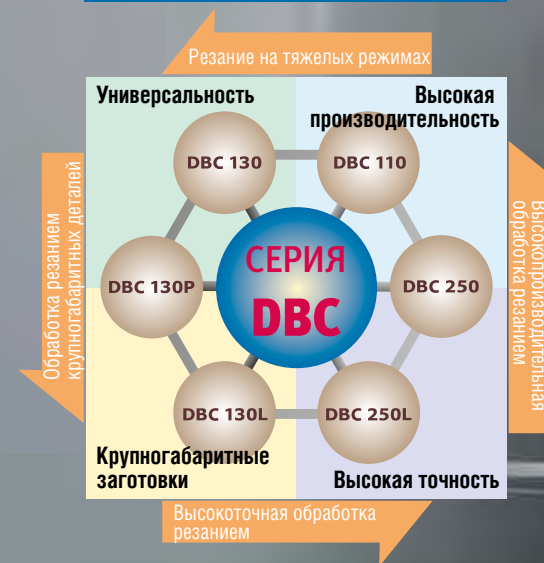 Резание на тяжелых режимах
Универсальность
Высокая
производительность
DBC 130
DBC 110
Обработка резанием
крупногабаритных деталей
Высокопроизводительная
обработка резанием
СЕРИЯ
DBC
DBC 130P
DBC 250
DBC 130L
DBC 250L
Крупногабаритные
заготовки
Высокая точность
Высокоточная обработка
резанием